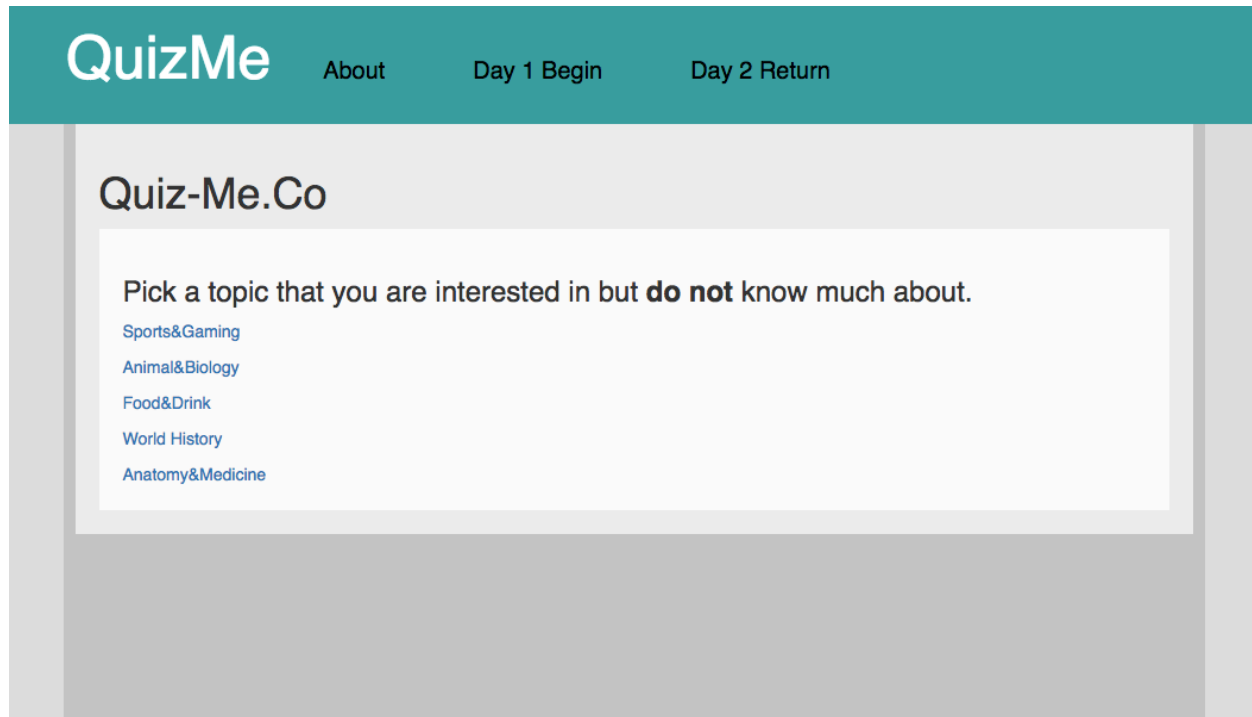 QuizMe About Day 1 Begin Day 2 Return
Quiz-Me.Co
Pick a topic that you are interested in but do not know much about.
Sports&Gaming
Animal&Biology
Food&Drink
World History
Anatomy&Medicine